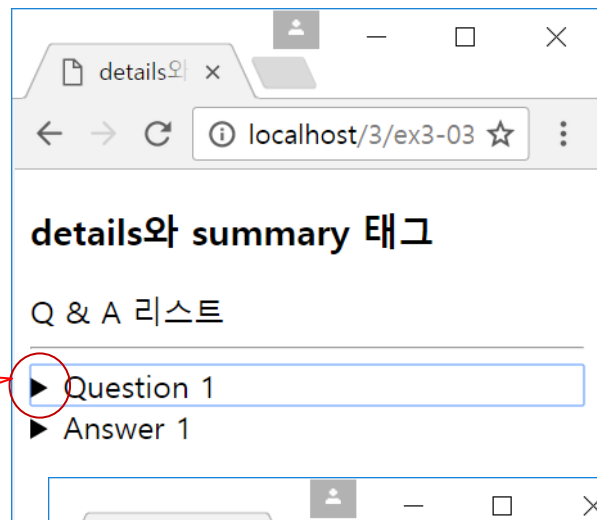 details와
localhost/3/ex3-03
details와 summary 태그
Q & A 리스트
Question 1
Answer 1